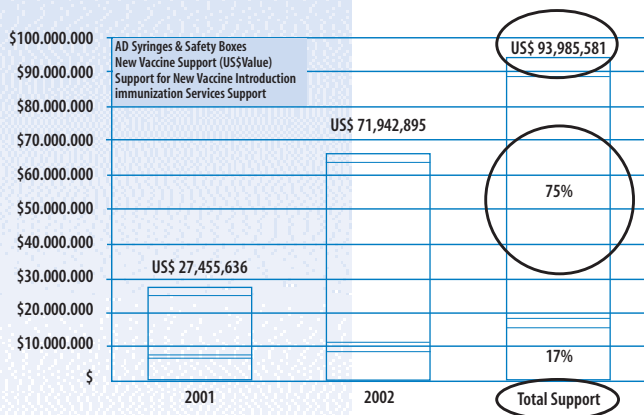 $100.000.000
$90.000.000
$80.000.000
$70.000.000
$60.000.000
$50.000.000
$40.000.000
$30.000.000
$20.000.000
$10.000.000
$
AD Syringes & Safety Boxes
New Vaccine Support (US$Value)
Support for New Vaccine Introduction
immunization Services Support
US$ 27,455,636
US$ 71,942,895
US$ 93,985,581
75%
17%
2001
2002
Total Support